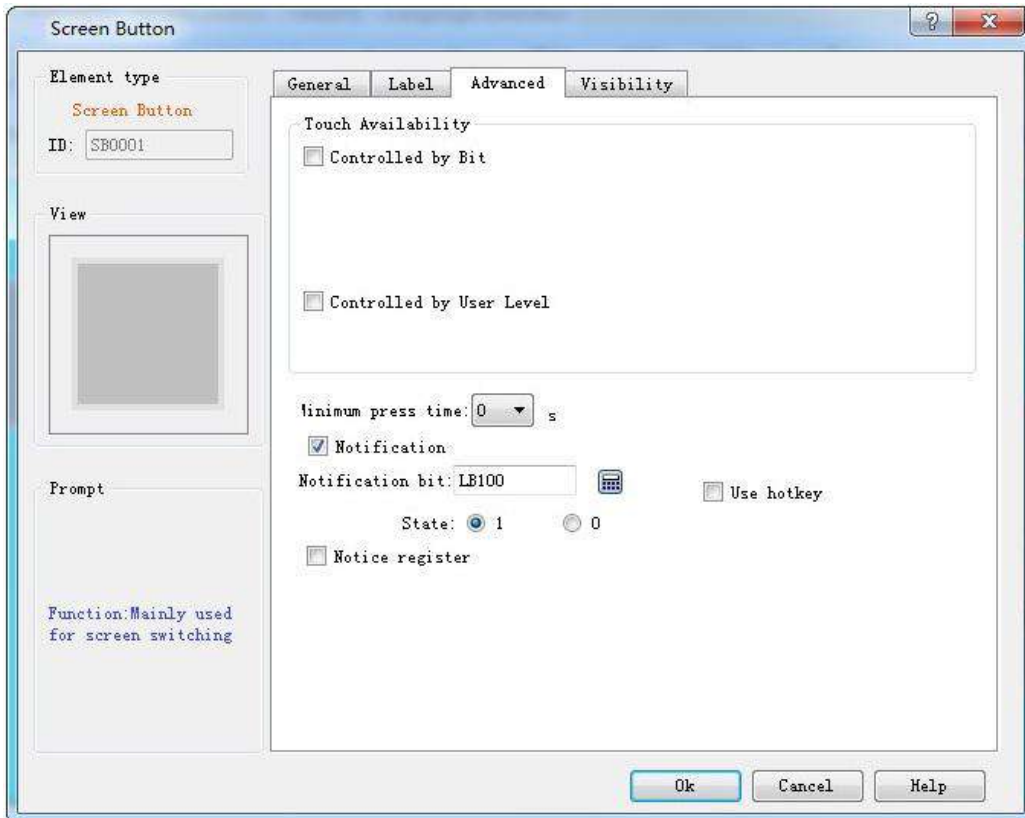 Screen Button
Element type
Screen Button
ID: SB0001
View
Prompt
Function:Mainly used
for screen switching
General Label Advanced Visibility
Touch Availability
Controlled by Bit
Controlled by User Level
Minimum press time: 0 s
Notification
Notification bit: LB100
Use hotkey
State: 1 0
Notice register
Ok Cancel Help